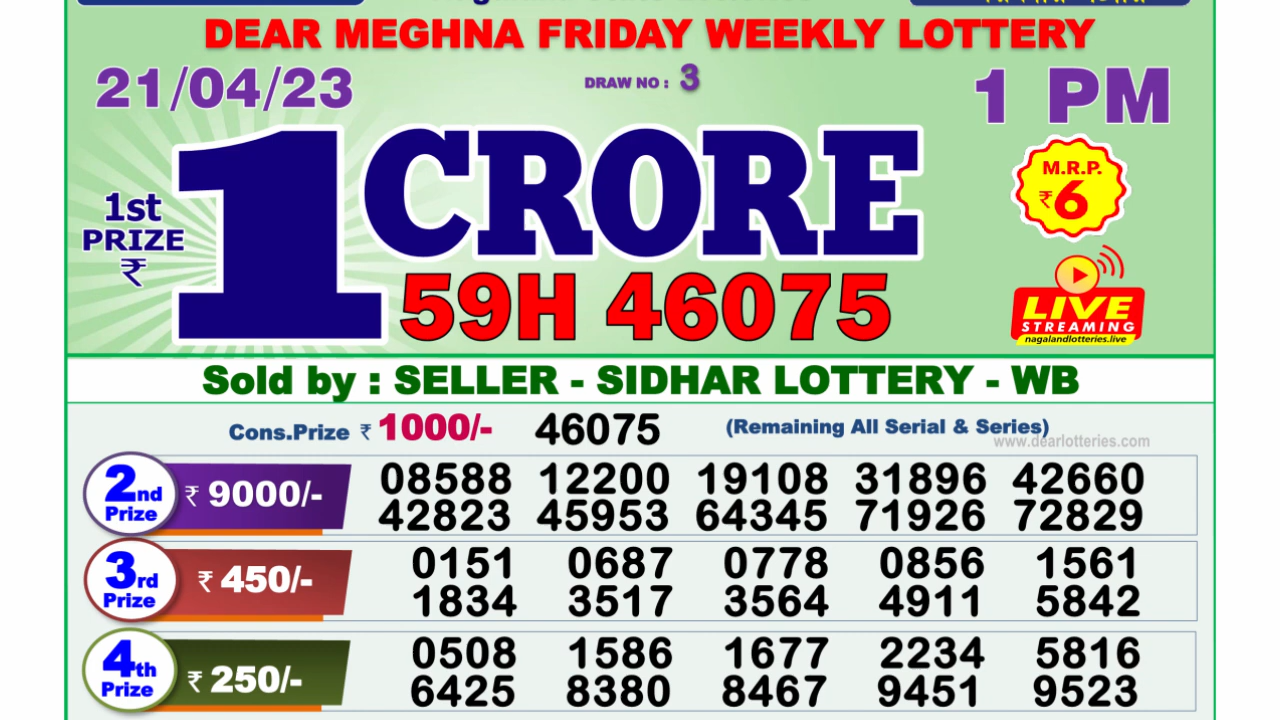 DEAR MEGHNA FRIDAY WEEKLY LOTTERY
21/04/23
DRAW NO : 3
1 PM
1st
PRIZE
₹
1 CRORE
59H 46075
M.R.P.
₹6
LIVE
STREAMING
nagalandlotteries.live
Sold by : SELLER - SIDHAR LOTTERY - WB
Cons.Prize ₹ 1000/- 46075 (Remaining All Serial & Series)
www.dearlotteries.com
2nd Prize ₹ 9000/-
08588 12200 19108 31896 42660
42823 45953 64345 71926 72829
3rd Prize ₹ 450/-
0151 0687 0778 0856 1561
1834 3517 3564 4911 5842
4th Prize ₹ 250/-
0508 1586 1677 2234 5816
6425 8380 8467 9451 9523